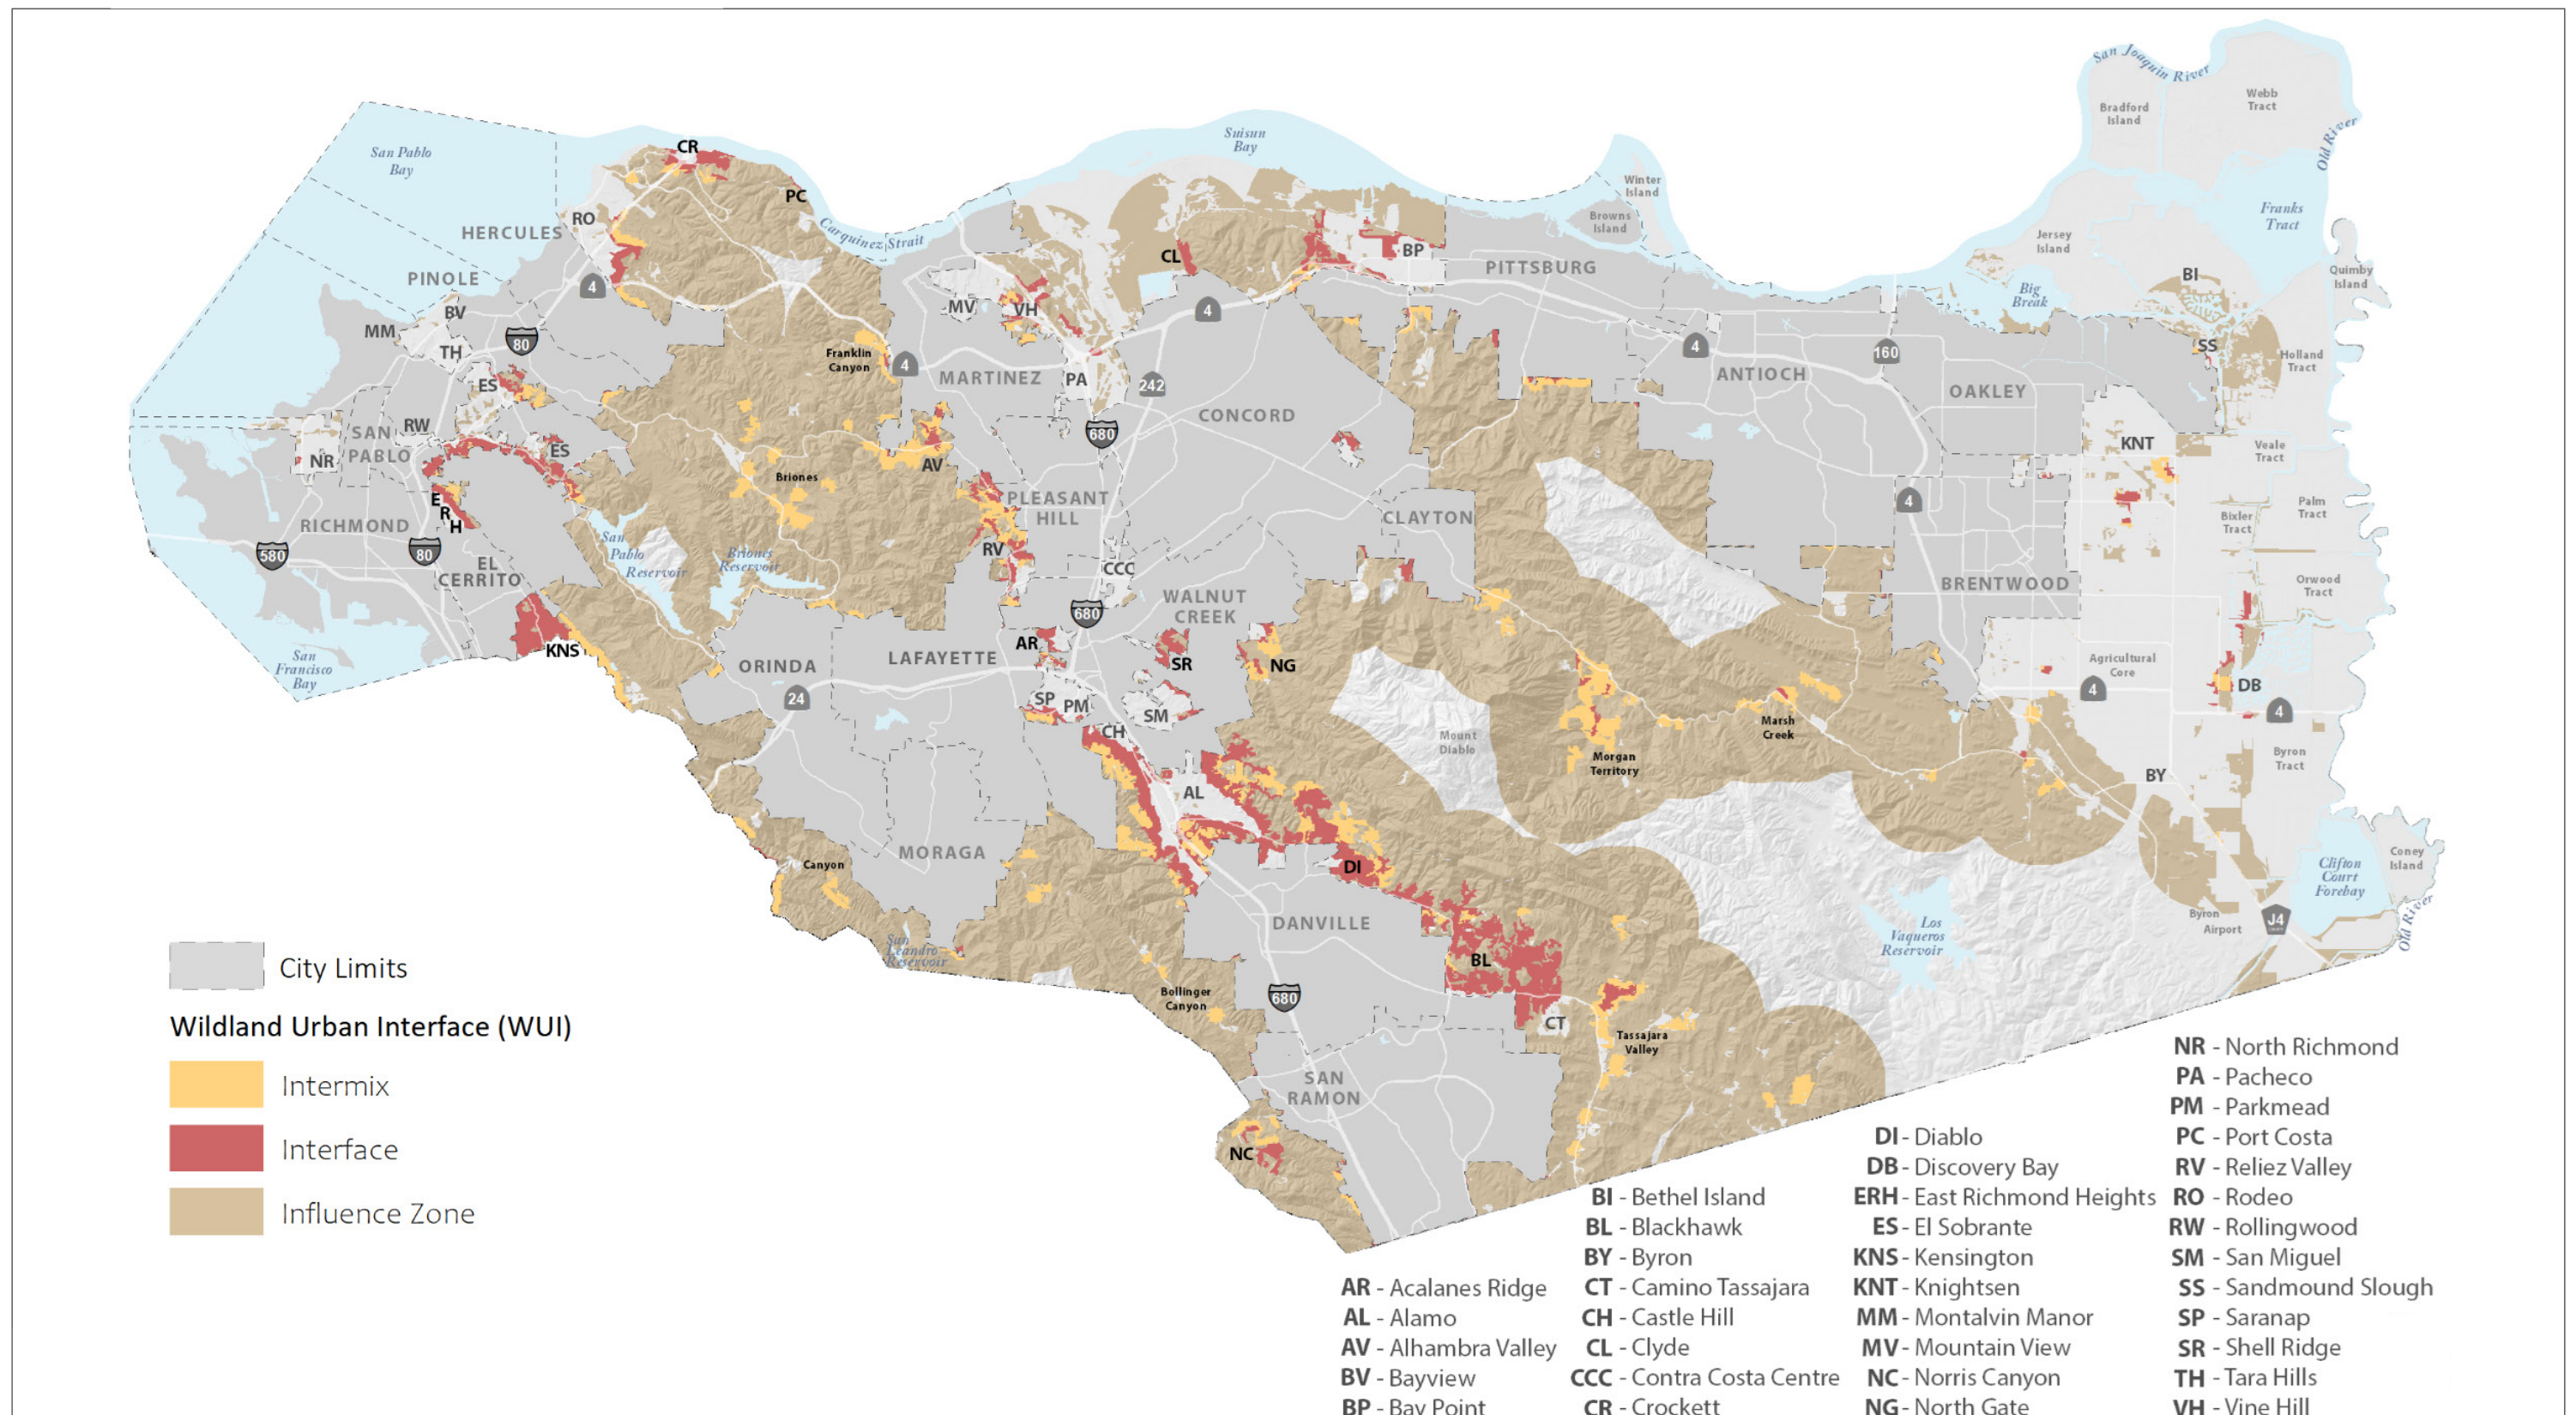 San Joaquin River
Webb
Tract
Bradford
Island
Old River
San Pablo
Bay
CR
Suisun
Bay
PC
Winter
Island
Browns
Island
Franks
Tract
RO
HERCULES
Carquinez Strait
Jersey
Island
CL
BP
PITTSBURG
BI
Quimby
Island
PINOLE
4
Big
Break
BV
MV
VH
4
MM
TH
80
Franklin
Canyon
4
4
160
SS
Holland
Tract
ES
MARTINEZ
PA
242
ANTIOCH
OAKLEY
CONCORD
RW
SAN
PABLO
680
KNT
Veale
Tract
NR
ES
AV
Briones
E
R
H
PLEASANT
HILL
CLAYTON
4
Palm
Tract
Bixler
Tract
RICHMOND
580
80
San
Pablo
Reservoir
Briones
Reservoir
RV
CCC
EL
CERRITO
BRENTWOOD
Orwood
Tract
WALNUT
CREEK
680
KNS
AR
SR
NG
San
Francisco
Bay
ORINDA
LAFAYETTE
Agricultural
Core
4
DB
4
24
SP
PM
SM
CH
Marsh
Creek
Mount
Diablo
Morgan
Territory
Byron
Tract
BY
AL
MORAGA
Canyon
DI
Clifton
Court
Forebay
Coney
Island
DANVILLE
Byron
Airport
J4
Old River
San
Leandro
Reservoir
Los
Vaqueros
Reservoir
BL
Bollinger
Canyon
680
CT
Tassajara
Valley
SAN
RAMON
NC
City Limits
Wildland Urban Interface (WUI)
Intermix
Interface
Influence Zone
AR - Acalanes Ridge
AL - Alamo
AV - Alhambra Valley
BV - Bayview
BP - Bay Point
BI - Bethel Island
BL - Blackhawk
BY - Byron
CT - Camino Tassajara
CH - Castle Hill
CL - Clyde
CCC - Contra Costa Centre
CR - Crockett
DI - Diablo
DB - Discovery Bay
ERH - East Richmond Heights
ES - El Sobrante
KNS - Kensington
KNT - Knightsen
MM - Montalvin Manor
MV - Mountain View
NC - Norris Canyon
NG - North Gate
NR - North Richmond
PA - Pacheco
PM - Parkmead
PC - Port Costa
RV - Reliez Valley
RO - Rodeo
RW - Rollingwood
SM - San Miguel
SS - Sandmound Slough
SP - Saranap
SR - Shell Ridge
TH - Tara Hills
VH - Vine Hill